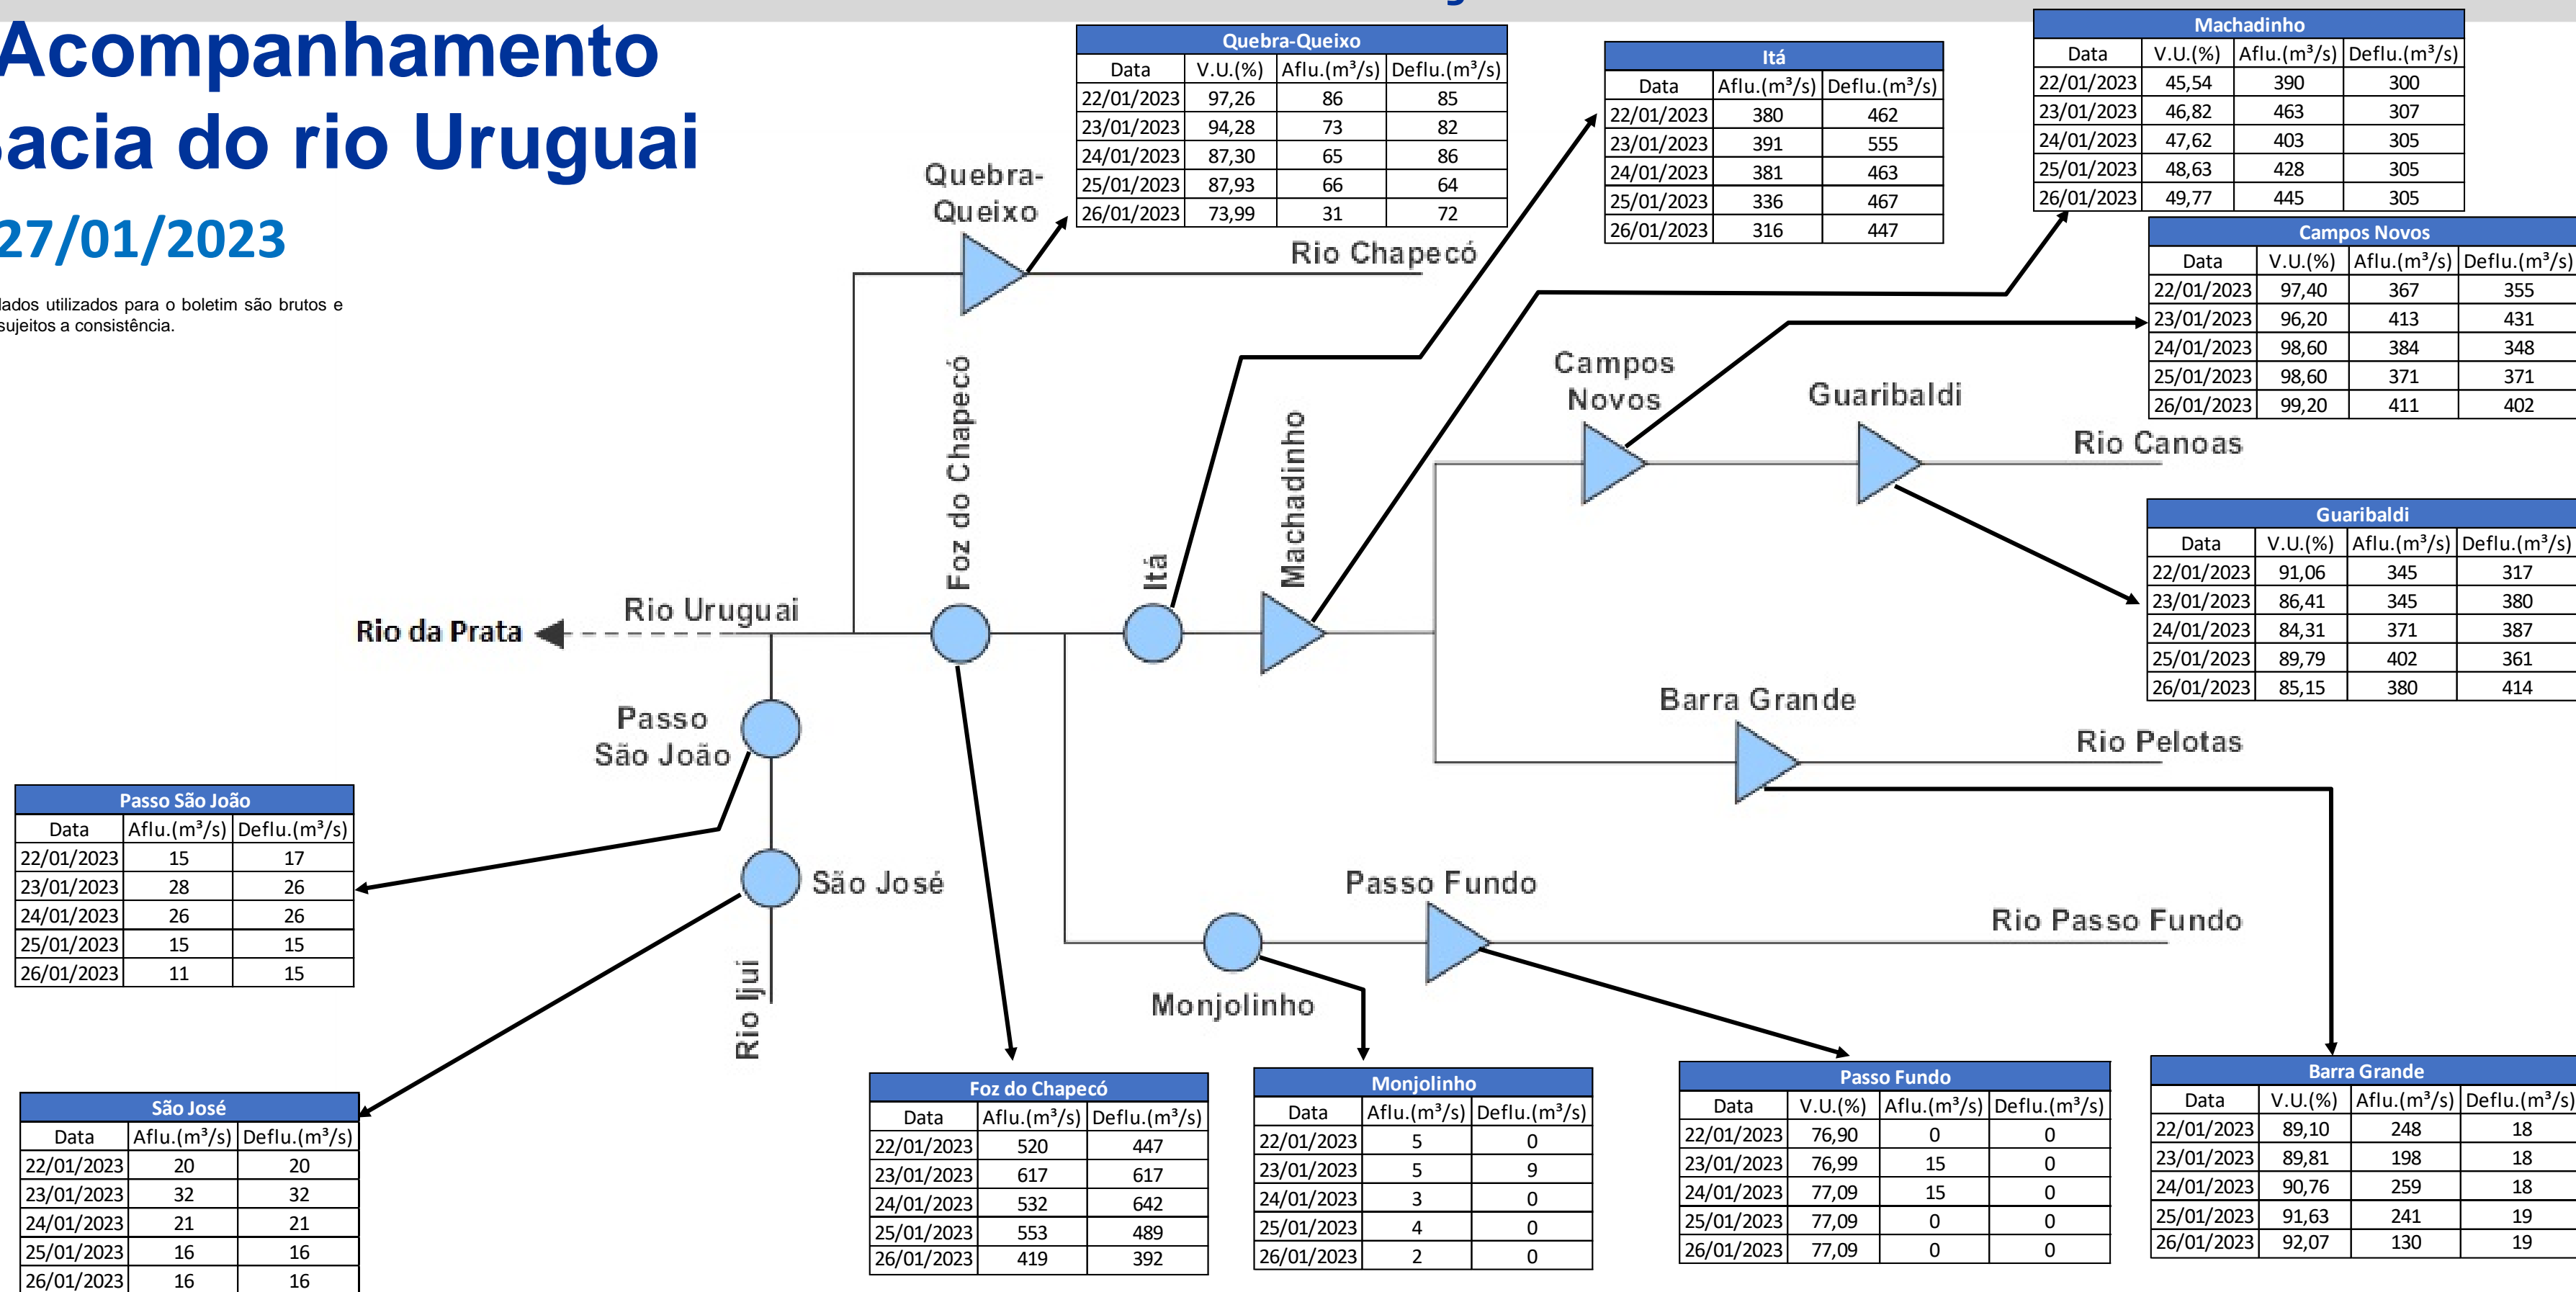 Acompanhamento
Bacia do rio Uruguai
27/01/2023
dados utilizados para o boletim são brutos e
sujeitos a consistência.
Quebra-Queixo
Data V.U.(%) Aflu.(m³/s) Deflu.(m³/s)
22/01/2023 97,26 86 85
23/01/2023 94,28 73 82
24/01/2023 87,30 65 86
25/01/2023 87,93 66 64
26/01/2023 73,99 31 72
Itá
Data Aflu.(m³/s) Deflu.(m³/s)
22/01/2023 380 462
23/01/2023 391 555
24/01/2023 381 463
25/01/2023 336 467
26/01/2023 316 447
Machadinho
Data V.U.(%) Aflu.(m³/s) Deflu.(m³/s)
22/01/2023 45,54 390 300
23/01/2023 46,82 463 307
24/01/2023 47,62 403 305
25/01/2023 48,63 428 305
26/01/2023 49,77 445 305
Campos Novos
Data V.U.(%) Aflu.(m³/s) Deflu.(m³/s)
22/01/2023 97,40 367 355
23/01/2023 96,20 413 431
24/01/2023 98,60 384 348
25/01/2023 98,60 371 371
26/01/2023 99,20 411 402
Guaribaldi
Data V.U.(%) Aflu.(m³/s) Deflu.(m³/s)
22/01/2023 91,06 345 317
23/01/2023 86,41 345 380
24/01/2023 84,31 371 387
25/01/2023 89,79 402 361
26/01/2023 85,15 380 414
Quebra-
Queixo
Rio Chapecó
Foz do Chapecó
Itá
Machadinho
Campos
Novos
Guaribaldi
Rio Canoas
Rio da Prata
Rio Uruguai
Barra Grande
Rio Pelotas
Passo
São João
São José
Rio Ijui
Passo Fundo
Rio Passo Fundo
Monjolinho
Passo São João
Data Aflu.(m³/s) Deflu.(m³/s)
22/01/2023 15 17
23/01/2023 28 26
24/01/2023 26 26
25/01/2023 15 15
26/01/2023 11 15
São José
Data Aflu.(m³/s) Deflu.(m³/s)
22/01/2023 20 20
23/01/2023 32 32
24/01/2023 21 21
25/01/2023 16 16
26/01/2023 16 16
Foz do Chapecó
Data Aflu.(m³/s) Deflu.(m³/s)
22/01/2023 520 447
23/01/2023 617 617
24/01/2023 532 642
25/01/2023 553 489
26/01/2023 419 392
Monjolinho
Data Aflu.(m³/s) Deflu.(m³/s)
22/01/2023 5 0
23/01/2023 5 9
24/01/2023 3 0
25/01/2023 4 0
26/01/2023 2 0
Passo Fundo
Data V.U.(%) Aflu.(m³/s) Deflu.(m³/s)
22/01/2023 76,90 0 0
23/01/2023 76,99 15 0
24/01/2023 77,09 15 0
25/01/2023 77,09 0 0
26/01/2023 77,09 0 0
Barra Grande
Data V.U.(%) Aflu.(m³/s) Deflu.(m³/s)
22/01/2023 89,10 248 18
23/01/2023 89,81 198 18
24/01/2023 90,76 259 18
25/01/2023 91,63 241 19
26/01/2023 92,07 130 19